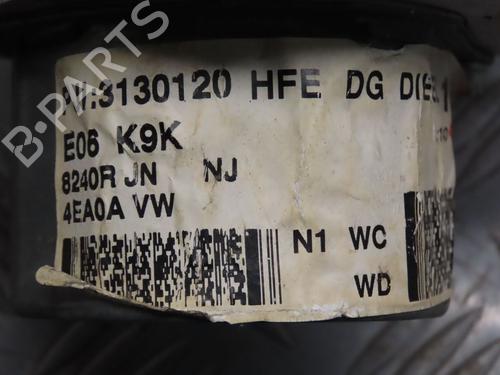 B-PARTS
3130120 HFE DG
E06 K9K
8240R JN NJ
4EA0A VW
N1 WC
WD